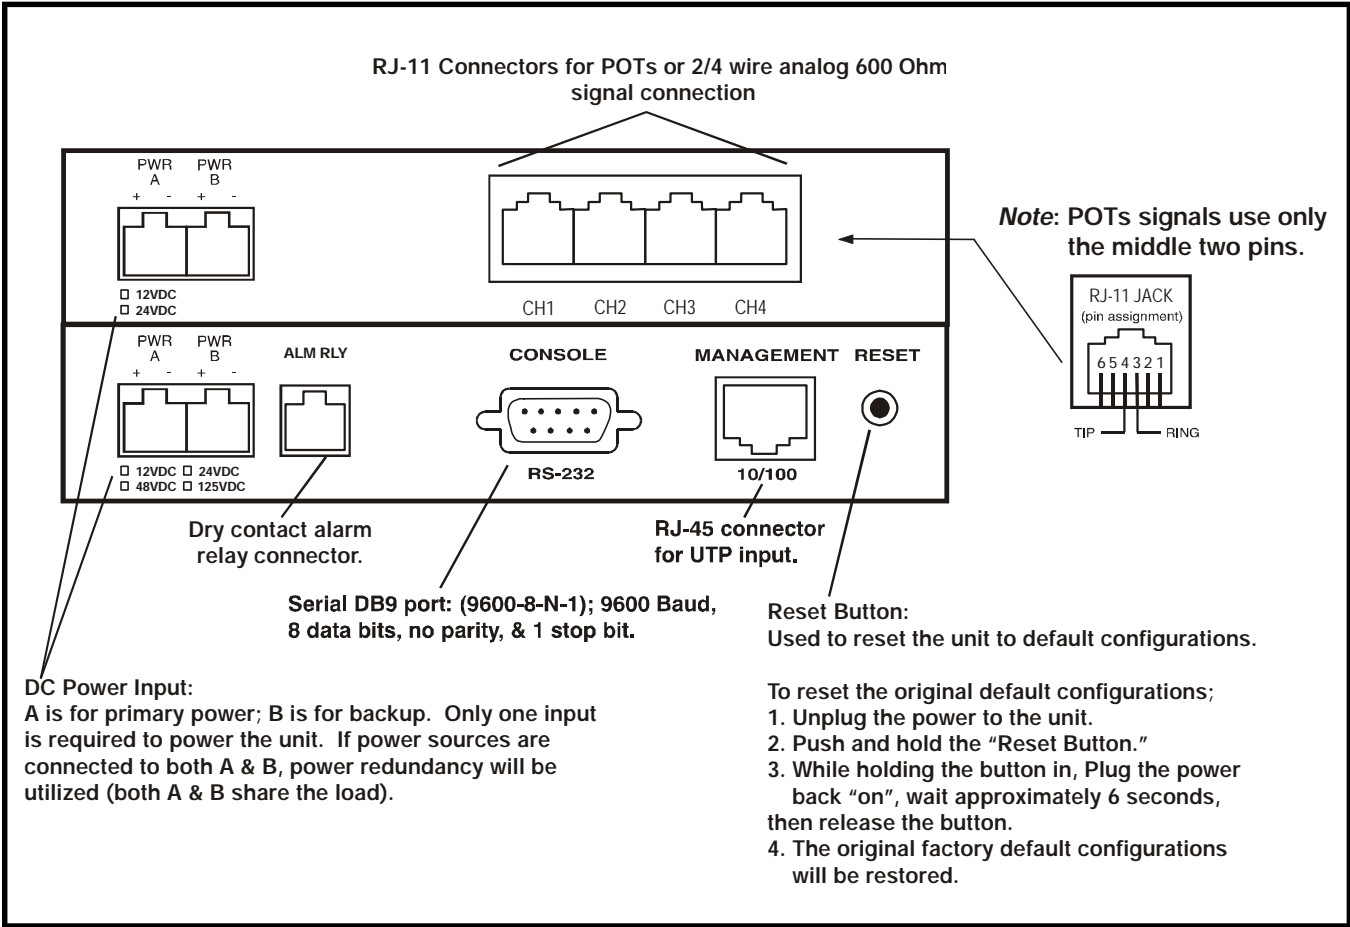 RJ-11 Connectors for POTs or 2/4 wire analog 600 Ohm
signal connection
PWR PWR
A B
+ - + -
12VDC
24VDC
CH1 CH2 CH3 CH4
Note: POTs signals use only
the middle two pins.
RJ-11 JACK
(pin assignment)
6 5 4 3 2 1
TIP RING
PWR PWR
A B
+ - + -
12VDC 24VDC
48VDC 125VDC
ALM RLY
CONSOLE
RS-232
MANAGEMENT
10/100
RESET
Dry contact alarm
relay connector.
RJ-45 connector
for UTP input.
Serial DB9 port: (9600-8-N-1); 9600 Baud,
8 data bits, no parity, & 1 stop bit.
DC Power Input:
A is for primary power; B is for backup. Only one input
is required to power the unit. If power sources are
connected to both A & B, power redundancy will be
utilized (both A & B share the load).
Reset Button:
Used to reset the unit to default configurations.
To reset the original default configurations;
1. Unplug the power to the unit.
2. Push and hold the “Reset Button.”
3. While holding the button in, Plug the power
back “on”, wait approximately 6 seconds,
then release the button.
4. The original factory default configurations
will be restored.